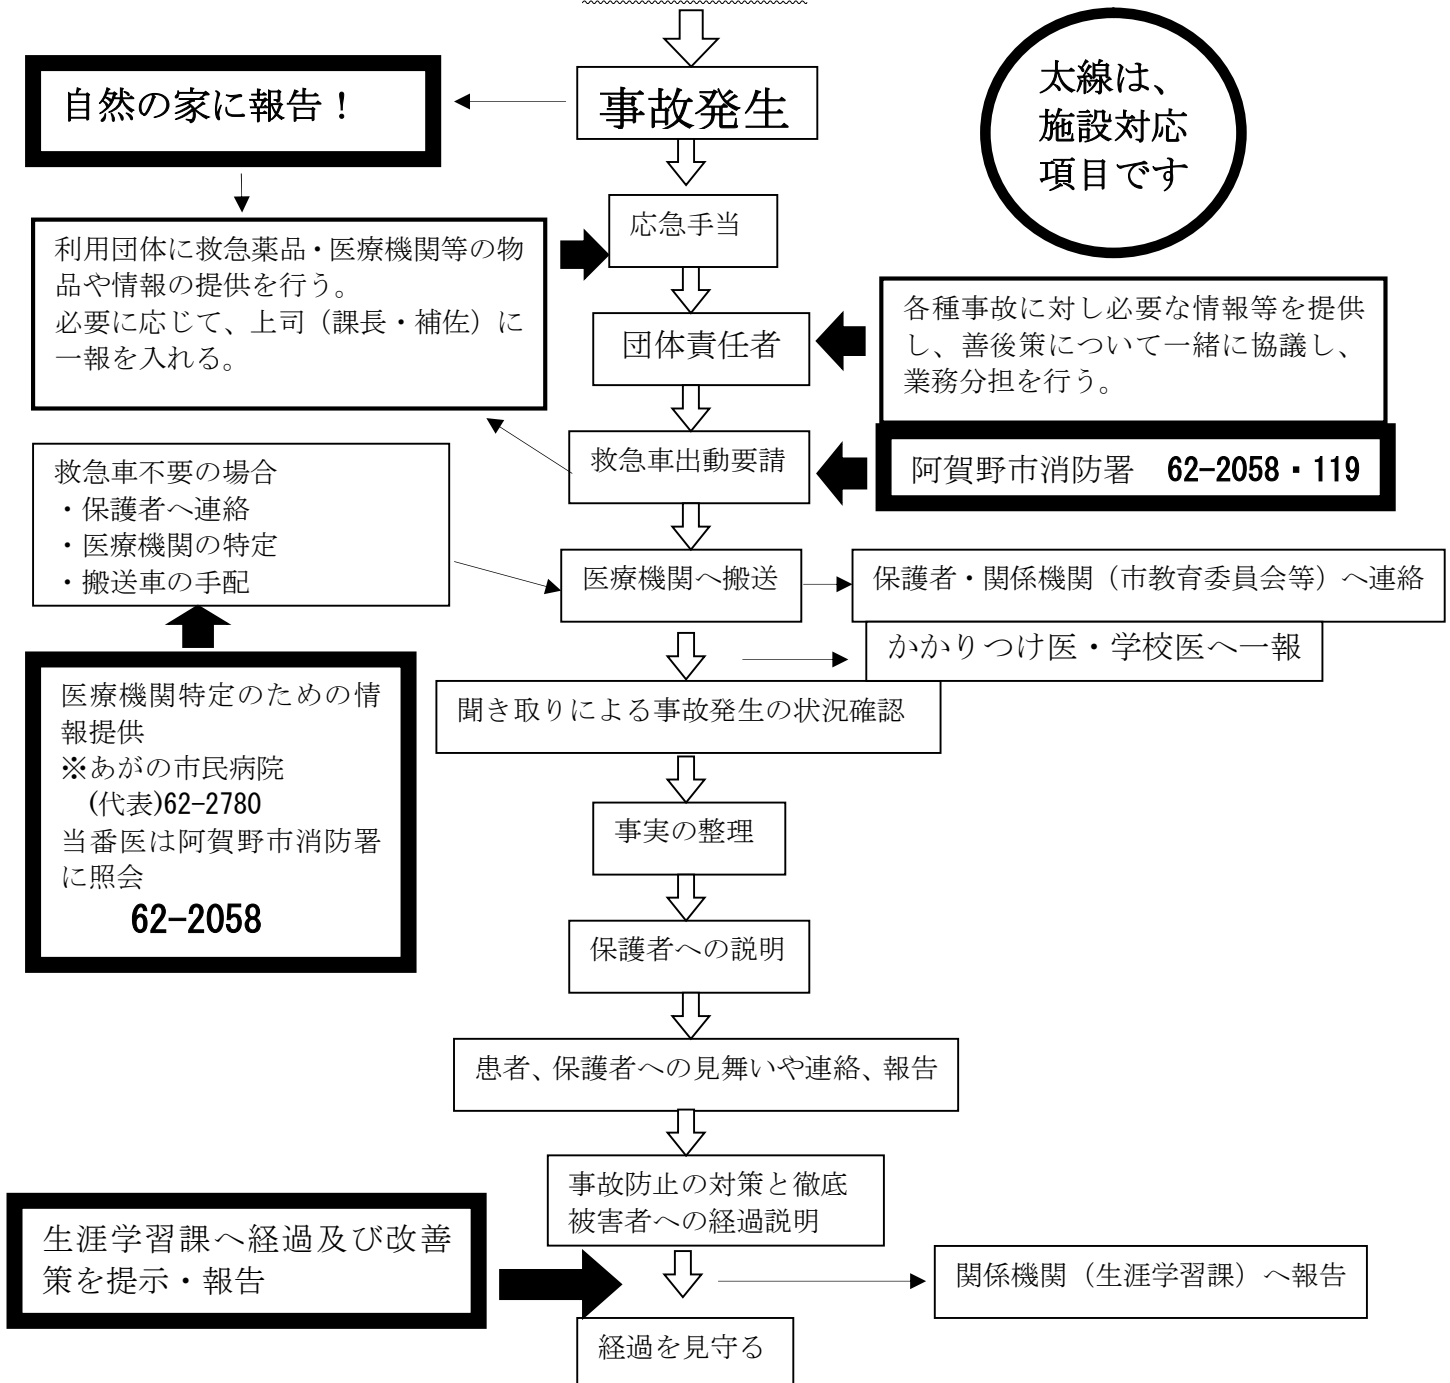 自然の家に報告！
事故発生
太線は、
施設対応
項目です
応急手当
利用団体に救急薬品・医療機関等の物
品や情報の提供を行う。
必要に応じて、上司（課長・補佐）に
一報を入れる。
団体責任者
各種事故に対し必要な情報等を提供
し、善後策について一緒に協議し、
業務分担を行う。
救急車出動要請
阿賀野市消防署　62-2058・119
救急車不要の場合
・保護者へ連絡
・医療機関の特定
・搬送車の手配
医療機関へ搬送
保護者・関係機関（市教育委員会等）へ連絡
かかりつけ医・学校医へ一報
医療機関特定のための情
報提供
※あがの市民病院
(代表)62-2780
当番医は阿賀野市消防署
に照会
62-2058
聞き取りによる事故発生の状況確認
事実の整理
保護者への説明
患者、保護者への見舞いや連絡、報告
事故防止の対策と徹底
被害者への経過説明
生涯学習課へ経過及び改善
策を提示・報告
関係機関（生涯学習課）へ報告
経過を見守る